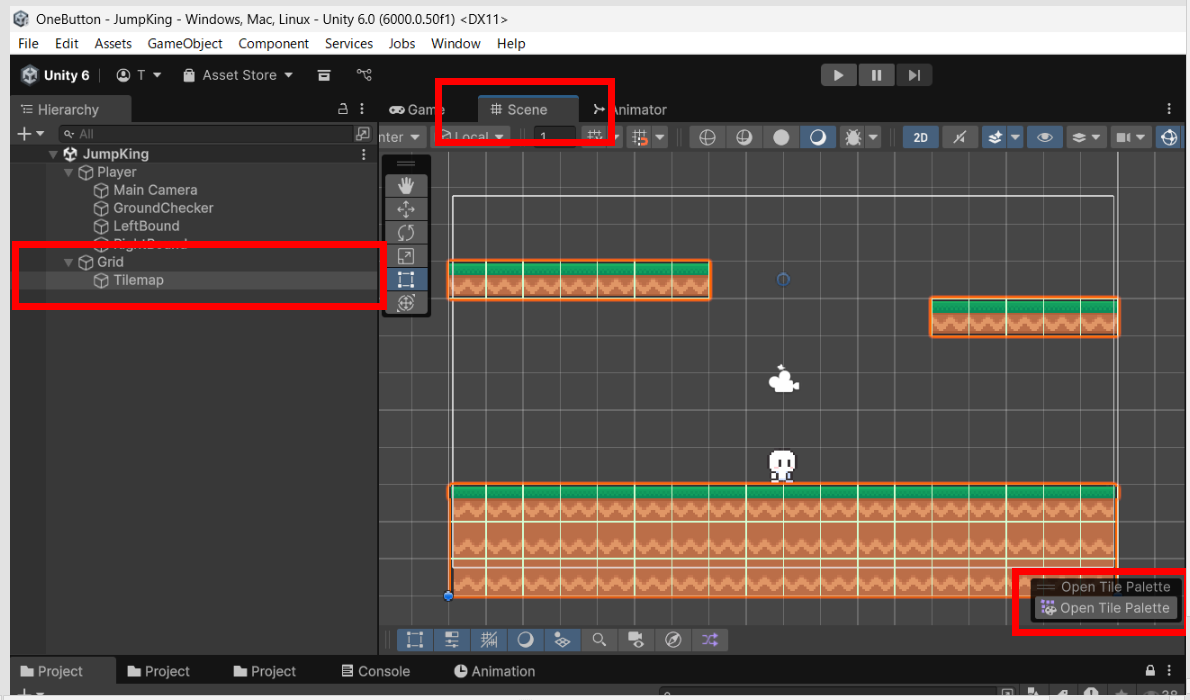 OneButton - JumpKing - Windows, Mac, Linux - Unity 6.0 (6000.0.50f1) <DX11>
File Edit Assets GameObject Component Services Jobs Window Help
Unity 6 T Asset Store
Hierarchy
Game Scene Animator
All
nter Local 1 2D
JumpKing
Player
Main Camera
GroundChecker
LeftBound
RightBound
Grid
Tilemap
Open Tile Palette
Open Tile Palette
Project Project Project Console Animation